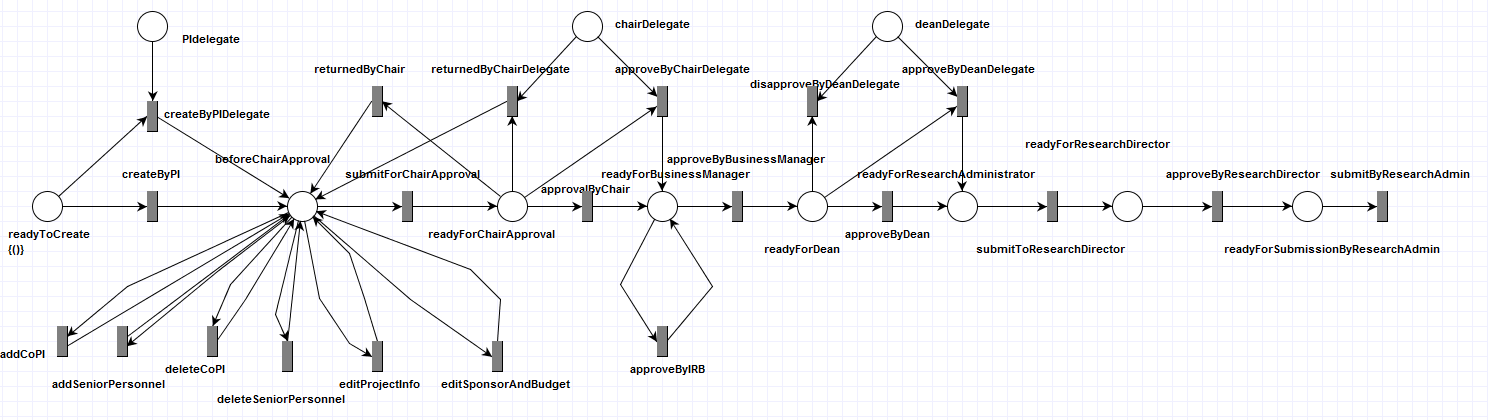 chairDelegate
deanDelegate
PIdelegate
returnedByChair
returnedByChairDelegate
approveByChairDelegate
approveByDeanDelegate
disapproveByDeanDelegate
createByPIDelegate
readyForResearchDirector
beforeChairApproval
approveByBusinessManager
createByPI
submitForChairApproval
readyForBusinessManager
readyForResearchAdministrator
approveByResearchDirector
submitByResearchAdmin
approvalByChair
readyToCreate
{()}
readyForChairApproval
approveByDean
readyForDean
submitToResearchDirector
readyForSubmissionByResearchAdmin
addCoPI
addSeniorPersonnel
deleteCoPI
deleteSeniorPersonnel
editProjectInfo
editSponsorAndBudget
approveByIRB